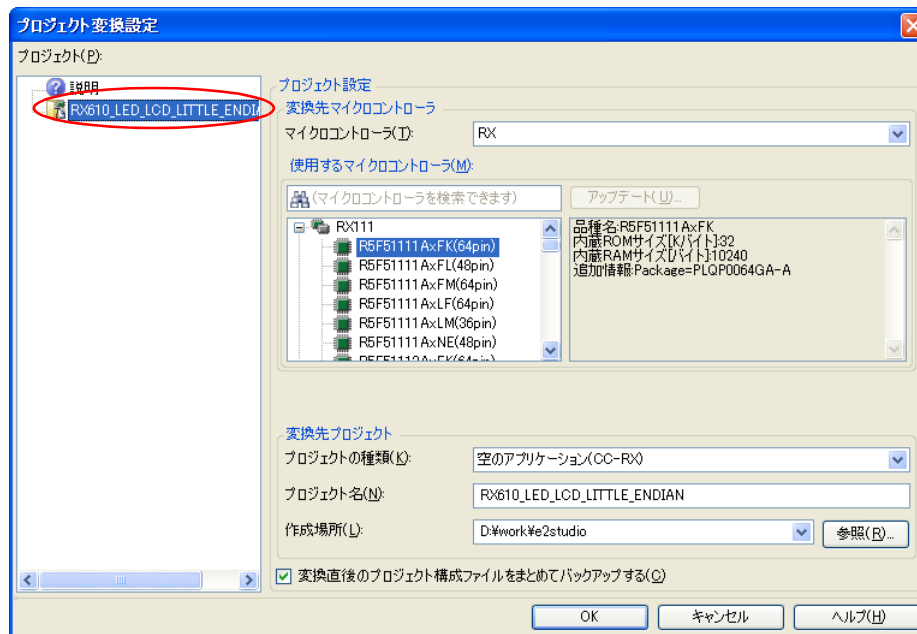 プロジェクト変換設定
プロジェクト(P):
説明
RX610_LED_LCD_LITTLE_ENDIA
プロジェクト設定
変換先マイクロコントローラ
マイクロコントローラ(T):
RX
使用するマイクロコントローラ(M):
(マイクロコントローラを検索できます)
アップデート(U)...
RX111
R5F51111AxFK(64pin)
R5F51111AxFL(48pin)
R5F51111AxFM(64pin)
R5F51111AxLF(64pin)
R5F51111AxLM(36pin)
R5F51111AxNE(48pin)
R5F51112AxFK(64pin)
品種名:R5F51111AxFK
内蔵ROMサイズ[Kバイト]:32
内蔵RAMサイズ[バイト]:10240
追加情報:Package=PLQP0064GA-A
変換先プロジェクト
プロジェクトの種類(K):
空のアプリケーション(CC-RX)
プロジェクト名(N):
RX610_LED_LCD_LITTLE_ENDIAN
作成場所(L):
D:¥work¥e2studio
参照(R)...
変換直後のプロジェクト構成ファイルをまとめてバックアップする(C)
OK
キャンセル
ヘルプ(H)